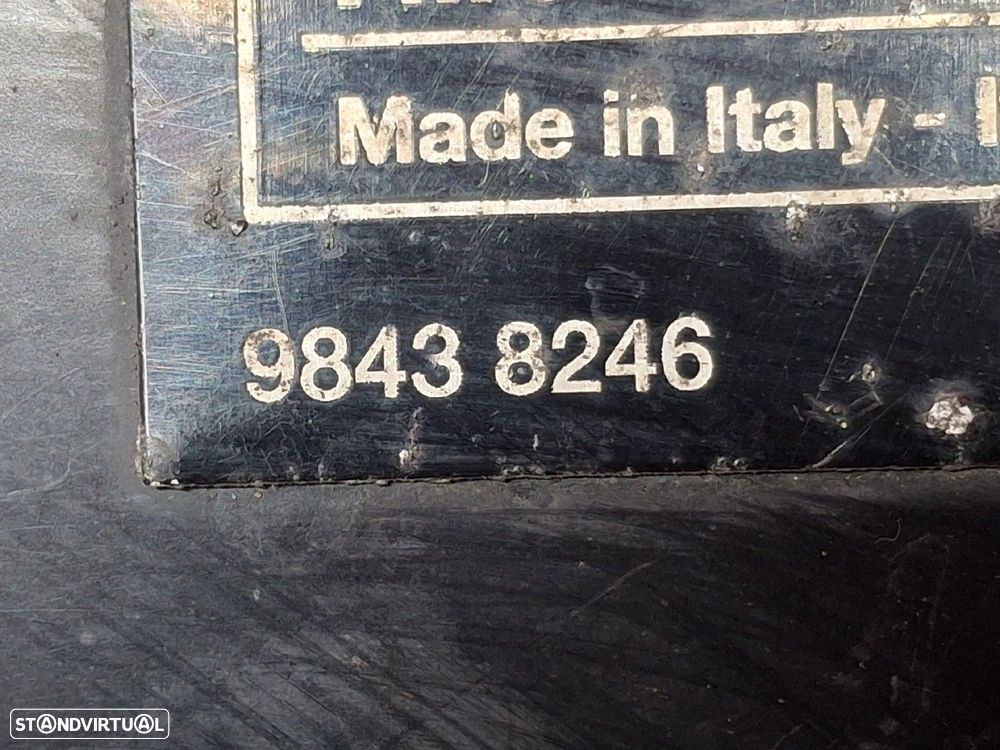 Made in Italy -
9843 8246
STANDVIRTUAL